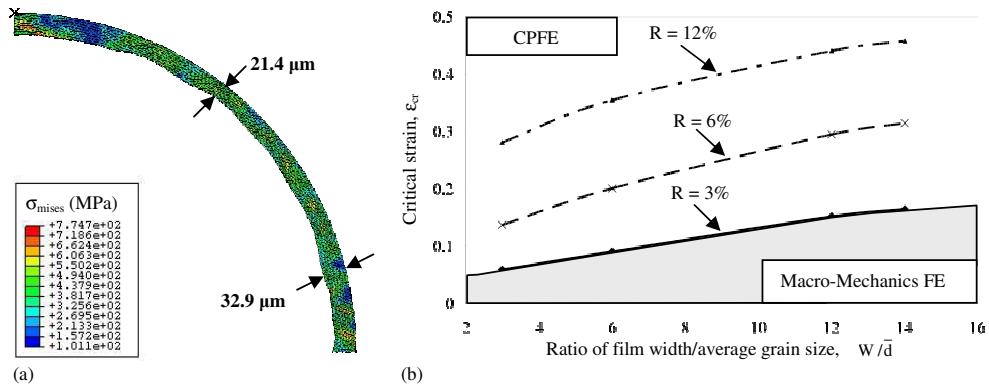 21.4 μm
32.9 μm
σmises (MPa)
+7.747e+02
+7.186e+02
+6.624e+02
+6.063e+02
+5.502e+02
+4.940e+02
+4.379e+02
+3.817e+02
+3.256e+02
+2.695e+02
+2.133e+02
+1.572e+02
+1.011e+02
(a)
CPFE
R = 12%
R = 6%
R = 3%
Macro-Mechanics FE
Critical strain, εcr
0.5
0.4
0.3
0.2
0.1
0
2 4 6 8 10 12 14 16
Ratio of film width/average grain size, W/d̄
(b)